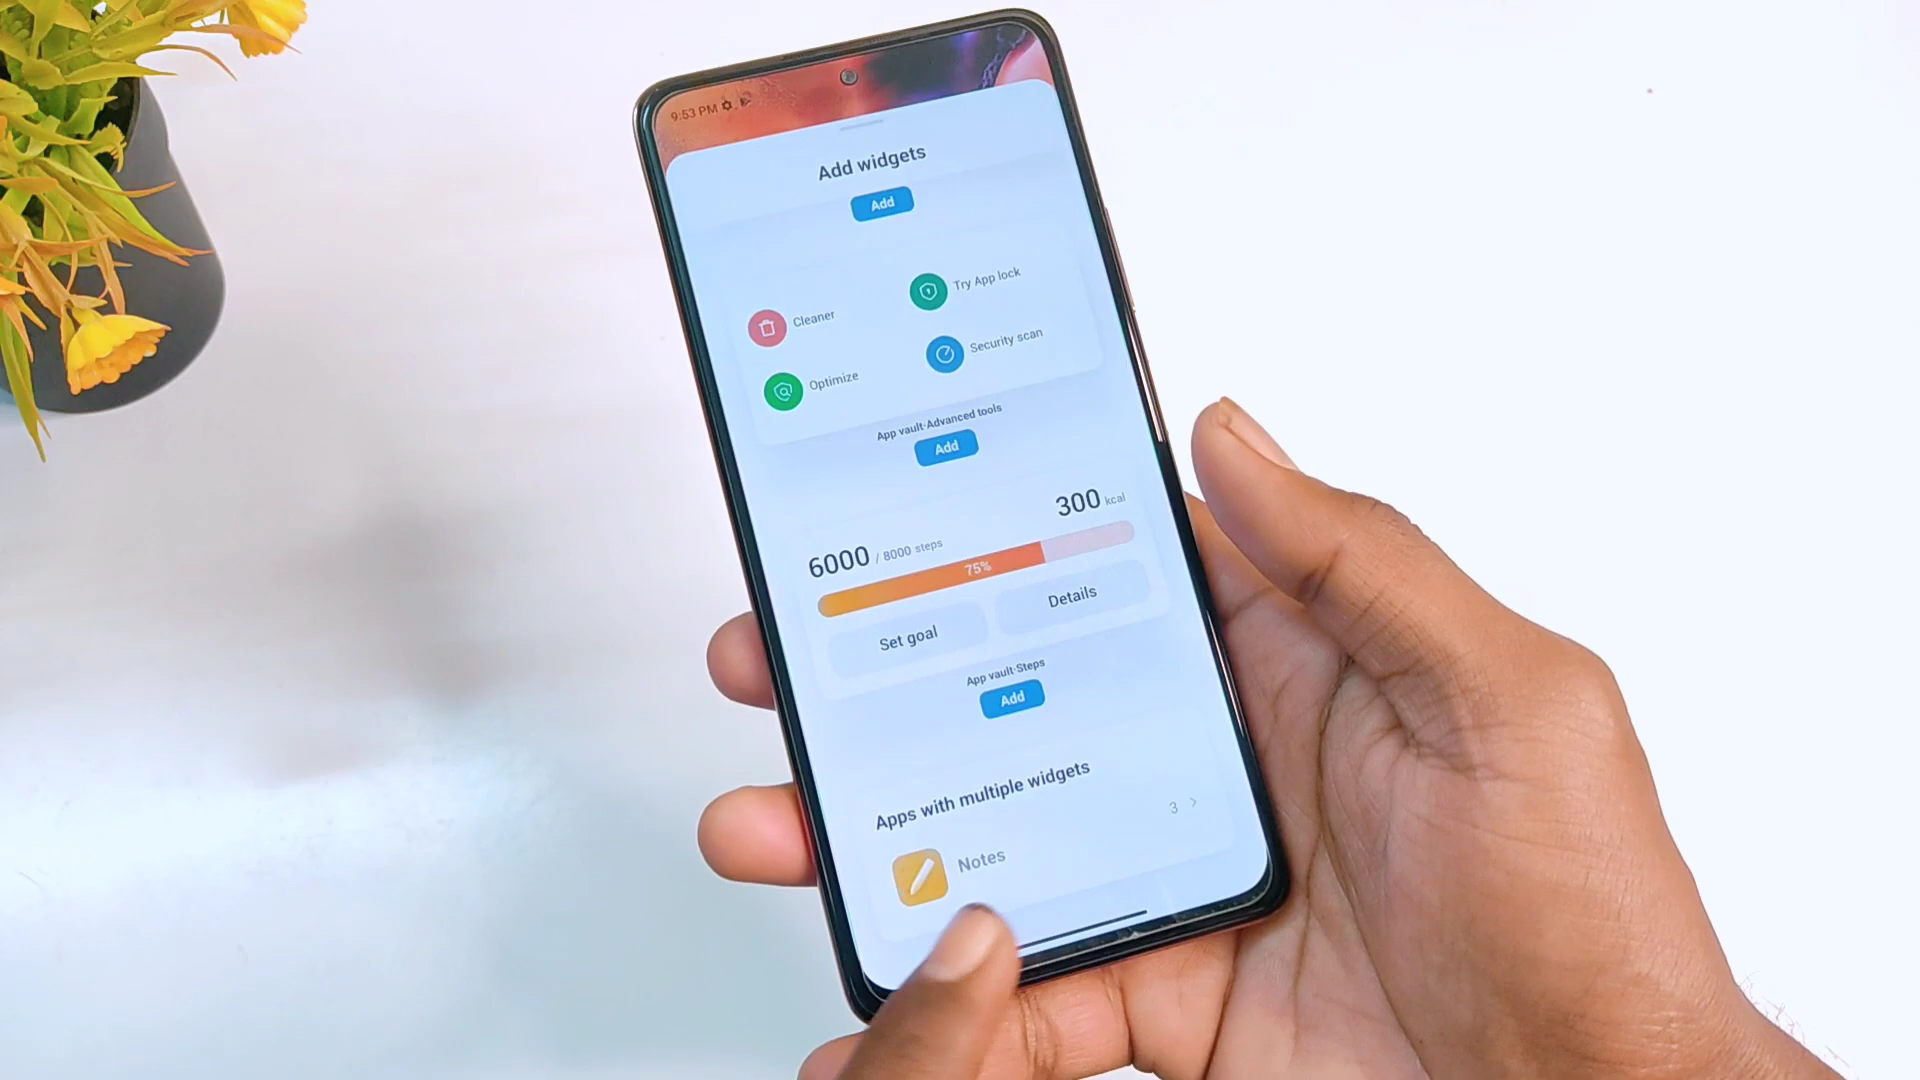 9:53 PM
Add widgets
Add
Cleaner
Try App lock
Optimize
Security scan
App vault·Advanced tools
Add
6000 / 8000 steps
300 kcal
75%
Set goal
Details
App vault·Steps
Add
Apps with multiple widgets
Notes
3